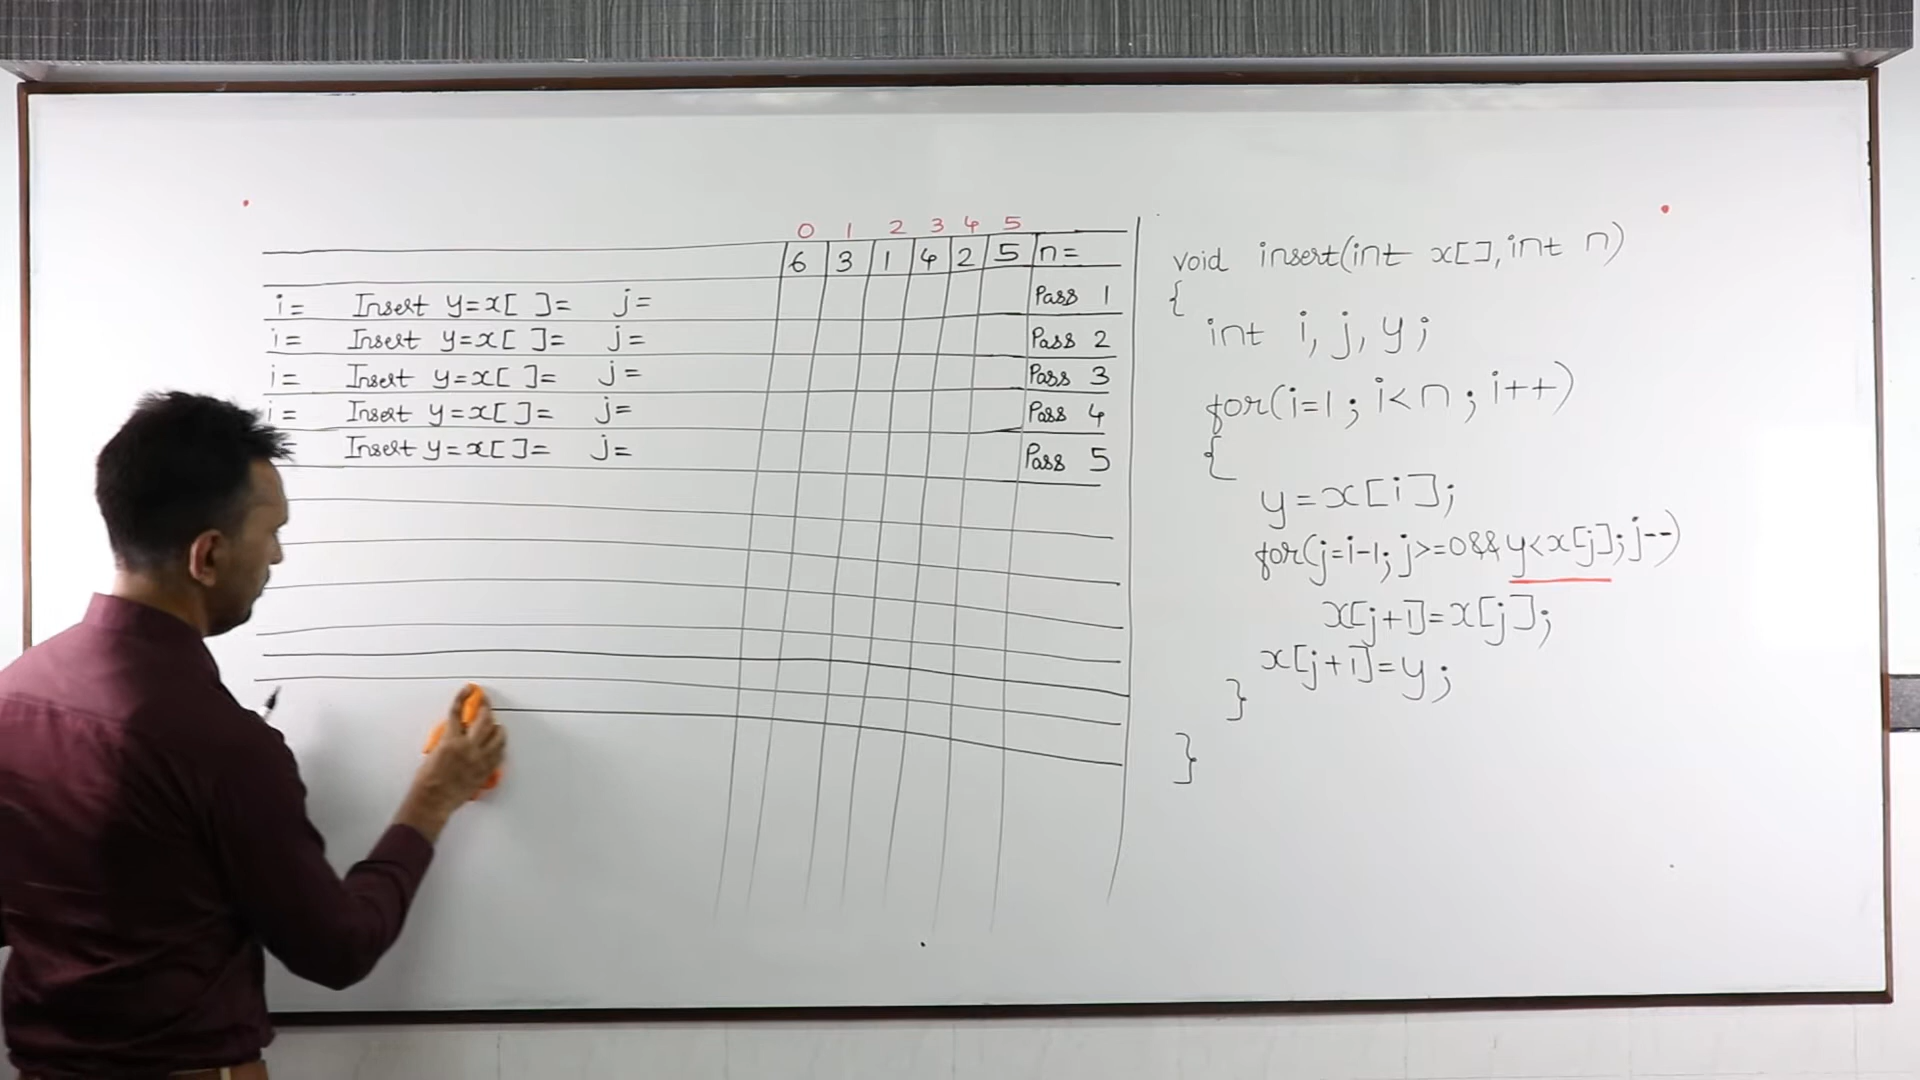 0 1 2 3 4 5
6 3 1 4 2 5 n=
i= Insert y=x[ ]= j= Pass 1
i= Insert y=x[ ]= j= Pass 2
i= Insert y=x[ ]= j= Pass 3
i= Insert y=x[ ]= j= Pass 4
= Insert y=x[ ]= j= Pass 5
void insert(int x[],int n)
{
int i,j,y;
for(i=1;i<n;i++)
{
y=x[i];
for(j=i-1;j>=0&&y<x[j];j--)
x[j+1]=x[j];
x[j+1]=y;
}
}